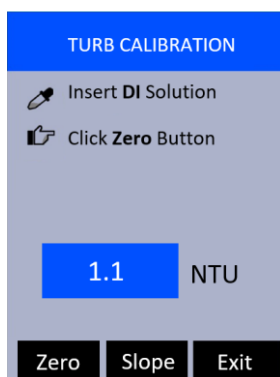 TURB CALIBRATION
Insert DI Solution
Click Zero Button
1.1 NTU
Zero Slope Exit